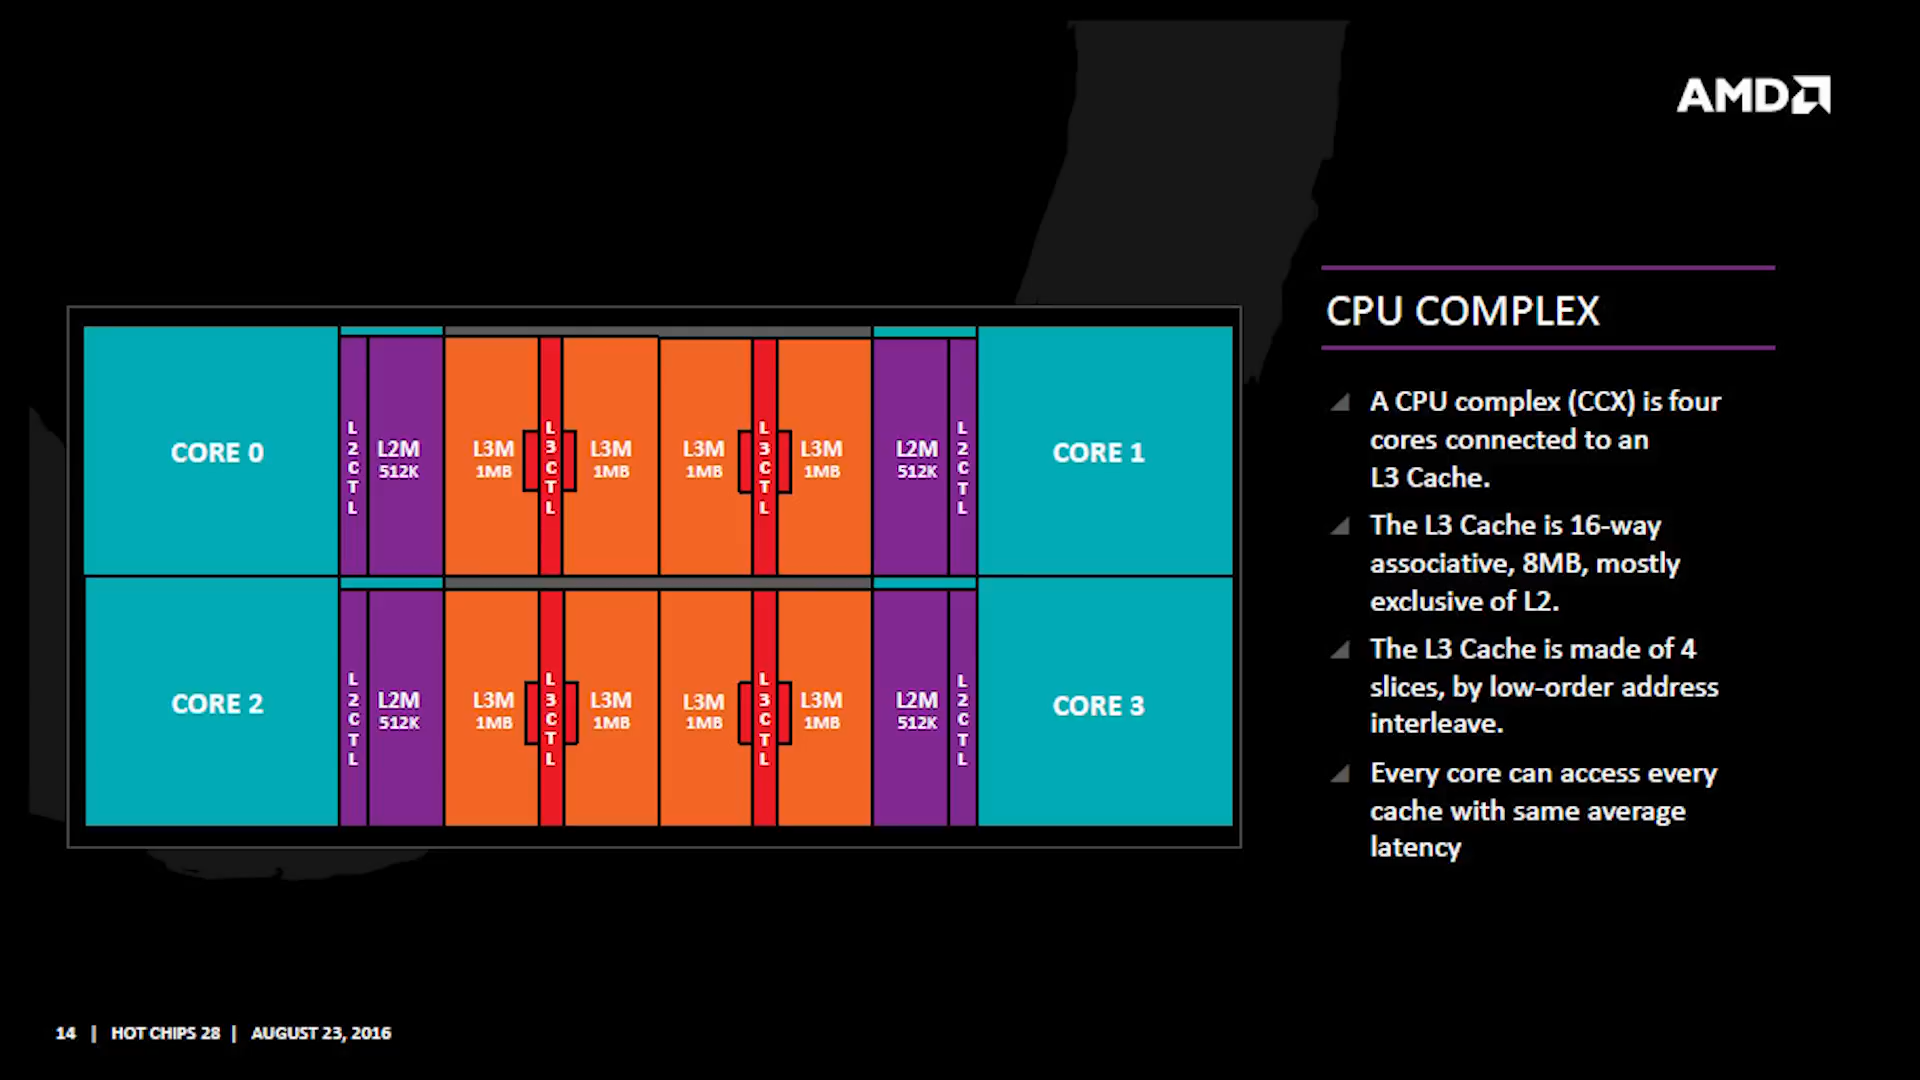 AMD
CPU COMPLEX
CORE 0
L2CTL
L2M
512K
L3M
1MB
L3CTL
L3M
1MB
L3M
1MB
L3CTL
L3M
1MB
L2M
512K
L2CTL
CORE 1
CORE 2
L2CTL
L2M
512K
L3M
1MB
L3CTL
L3M
1MB
L3M
1MB
L3CTL
L3M
1MB
L2M
512K
L2CTL
CORE 3
A CPU complex (CCX) is four
cores connected to an
L3 Cache.
The L3 Cache is 16-way
associative, 8MB, mostly
exclusive of L2.
The L3 Cache is made of 4
slices, by low-order address
interleave.
Every core can access every
cache with same average
latency
14 | HOT CHIPS 28 | AUGUST 23, 2016